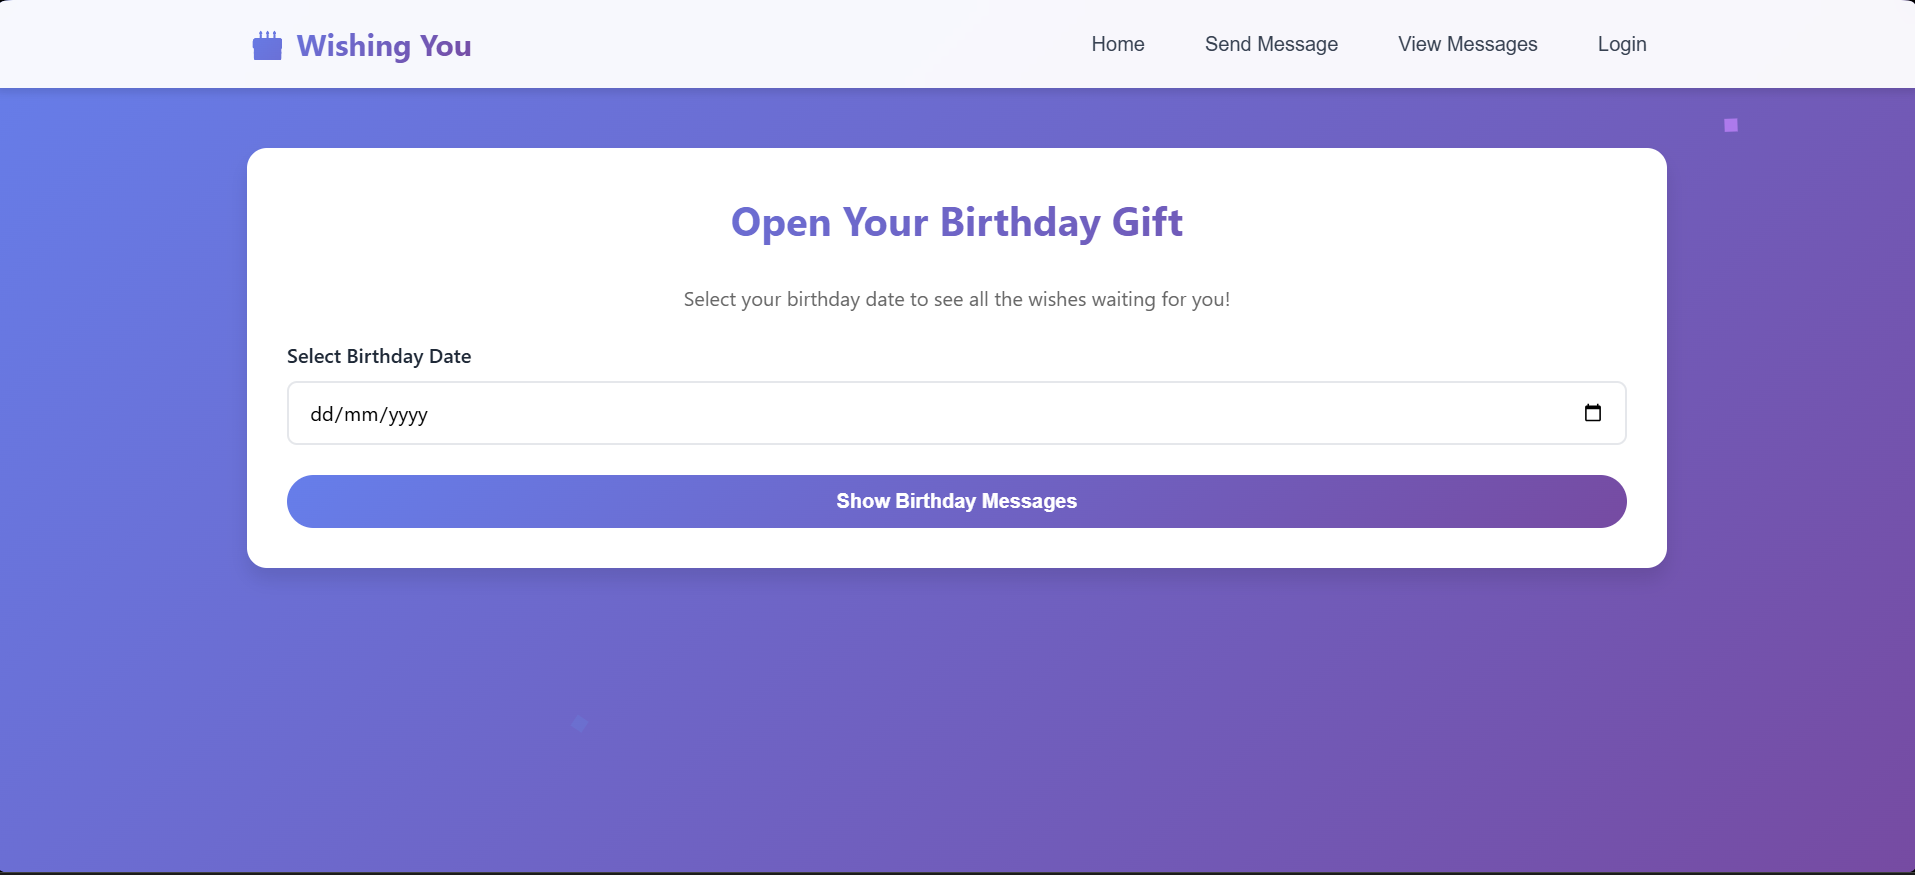 Wishing You
Home
Send Message
View Messages
Login
Open Your Birthday Gift
Select your birthday date to see all the wishes waiting for you!
Select Birthday Date
dd/mm/yyyy
Show Birthday Messages